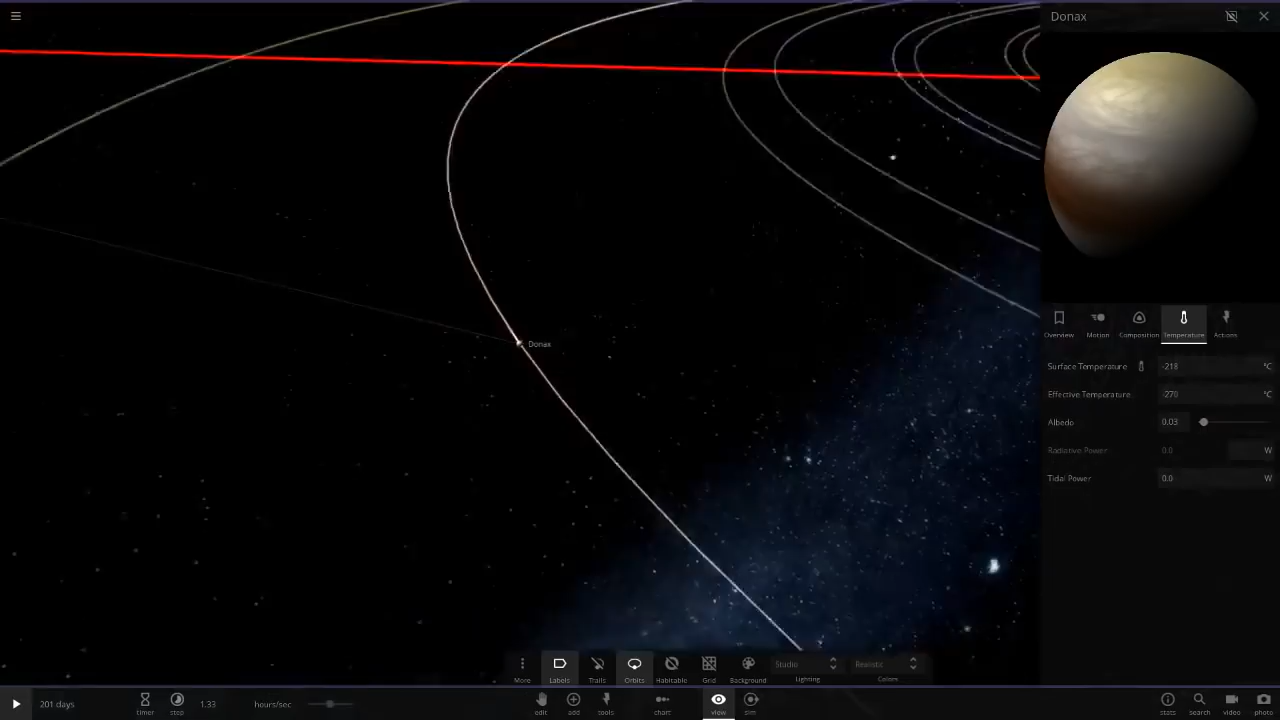 Donax
Donax
Overview
Motion
Composition
Temperature
Actions
Surface Temperature -218 °C
Effective Temperature -270 °C
Albedo 0.03
Radiative Power 0.0 W
Tidal Power 0.0 W
More
Labels
Trails
Orbits
Habitable
Grid
Background
Studio
Lighting
Realistic
Colors
201 days
timer
step
1.33
hours/sec
edit
add
tools
chart
view
sim
stats
search
video
photo